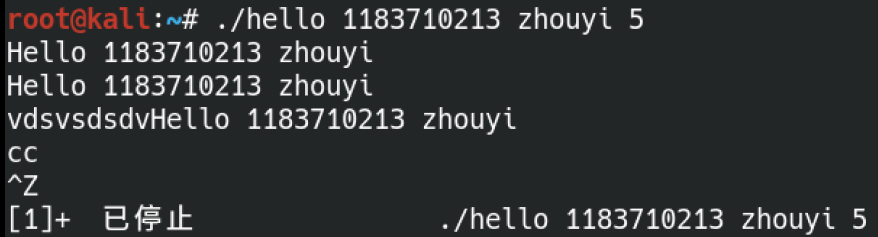 root@kali:~# ./hello 1183710213 zhouyi 5
Hello 1183710213 zhouyi
Hello 1183710213 zhouyi
vdsvsdsdvHello 1183710213 zhouyi
cc
^Z
[1]+  已停止               ./hello 1183710213 zhouyi 5